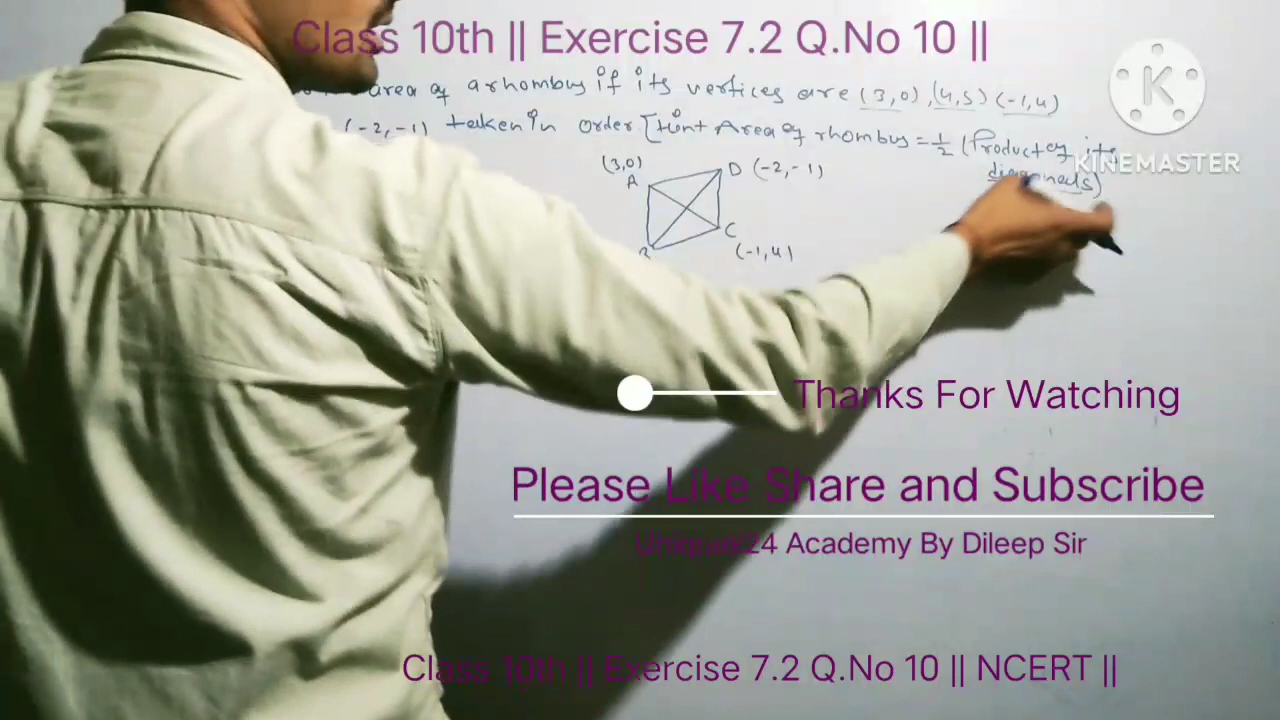 Class 10th || Exercise 7.2 Q.No 10 ||
area of a rhombus if its vertices are (3,0), (4,5) (-1,4)
(-2,-1) taken in order [Hint Area of rhombus = 1/2 (Product of its
diagonals)
(3,0)
A
D (-2,-1)
B
C
(-1,4)
K
KINEMASTER
Thanks For Watching
Please Like Share and Subscribe
Academy By Dileep Sir
Class 10th || Exercise 7.2 Q.No 10 || NCERT ||